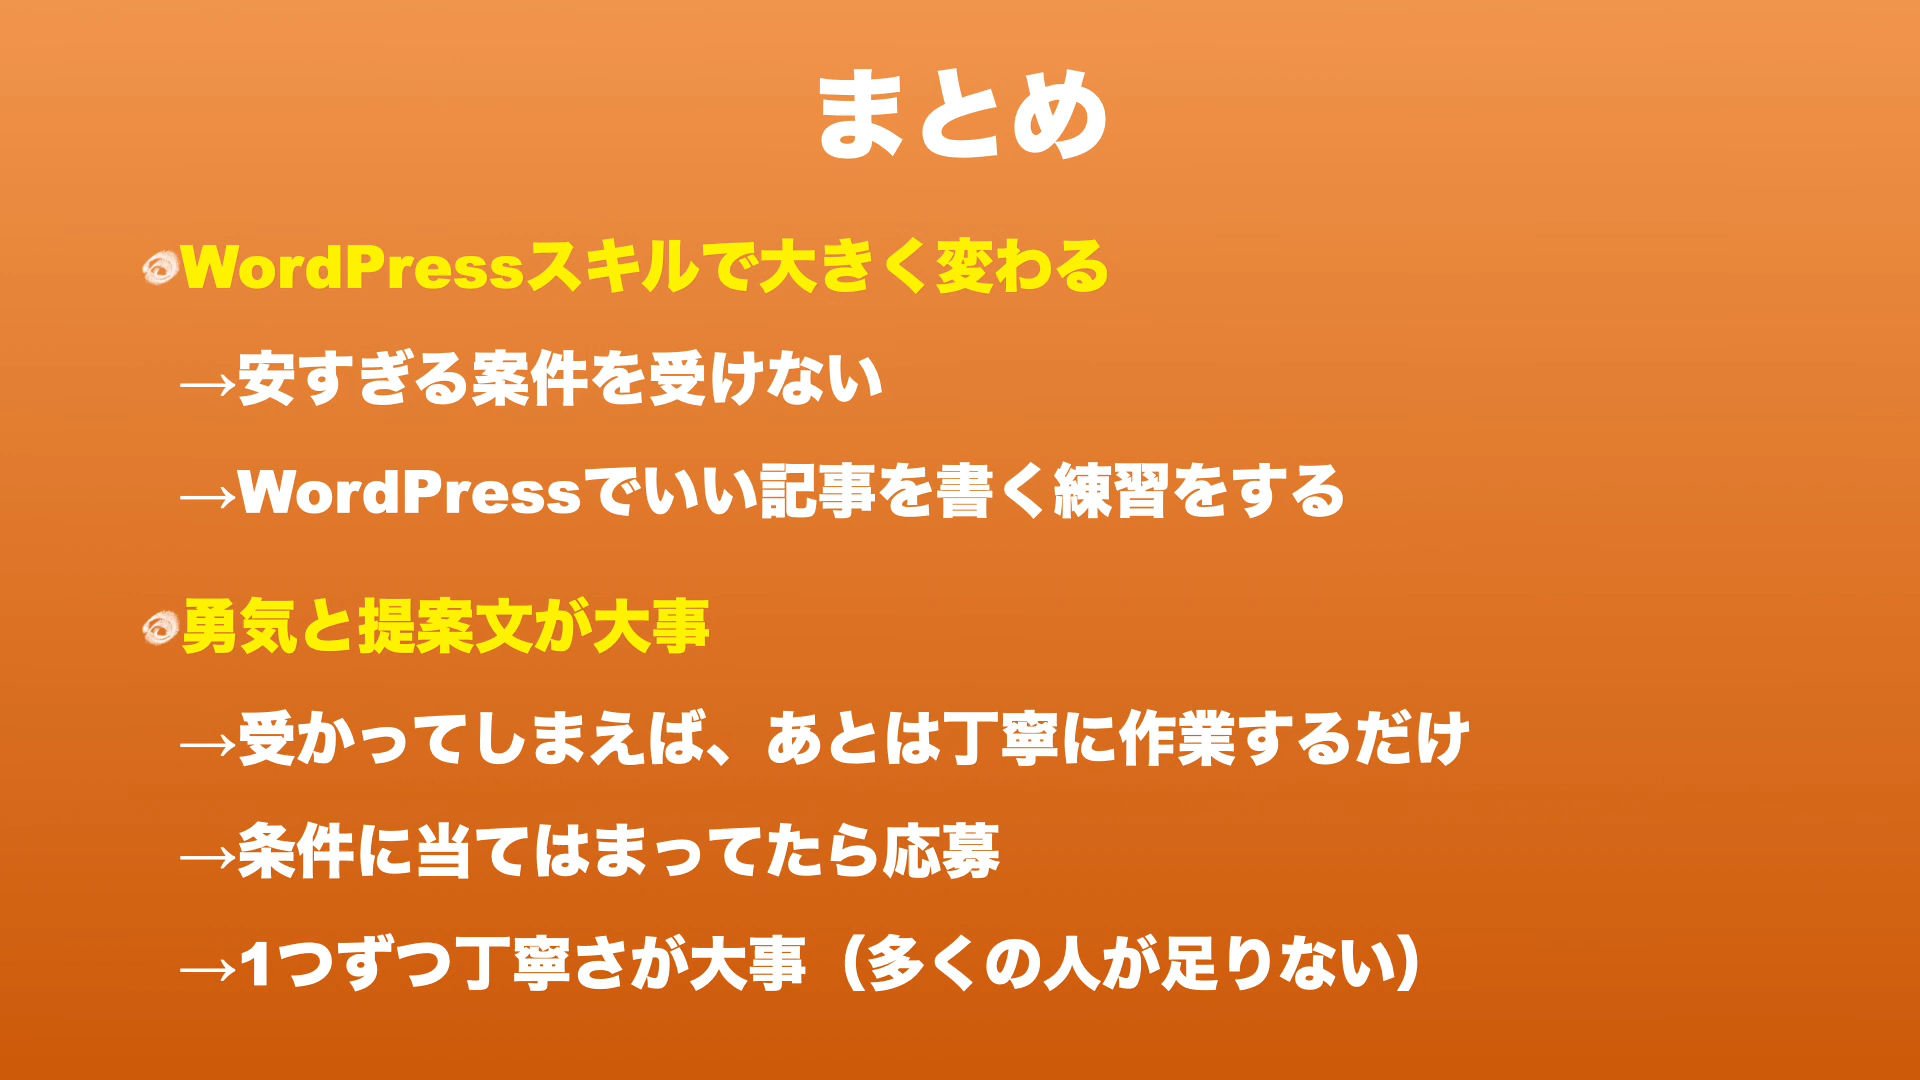 まとめ
WordPressスキルで大きく変わる
→安すぎる案件を受けない
→WordPressでいい記事を書く練習をする
勇気と提案文が大事
→受かってしまえば、あとは丁寧に作業するだけ
→条件に当てはまってたら応募
→1つずつ丁寧さが大事（多くの人が足りない）